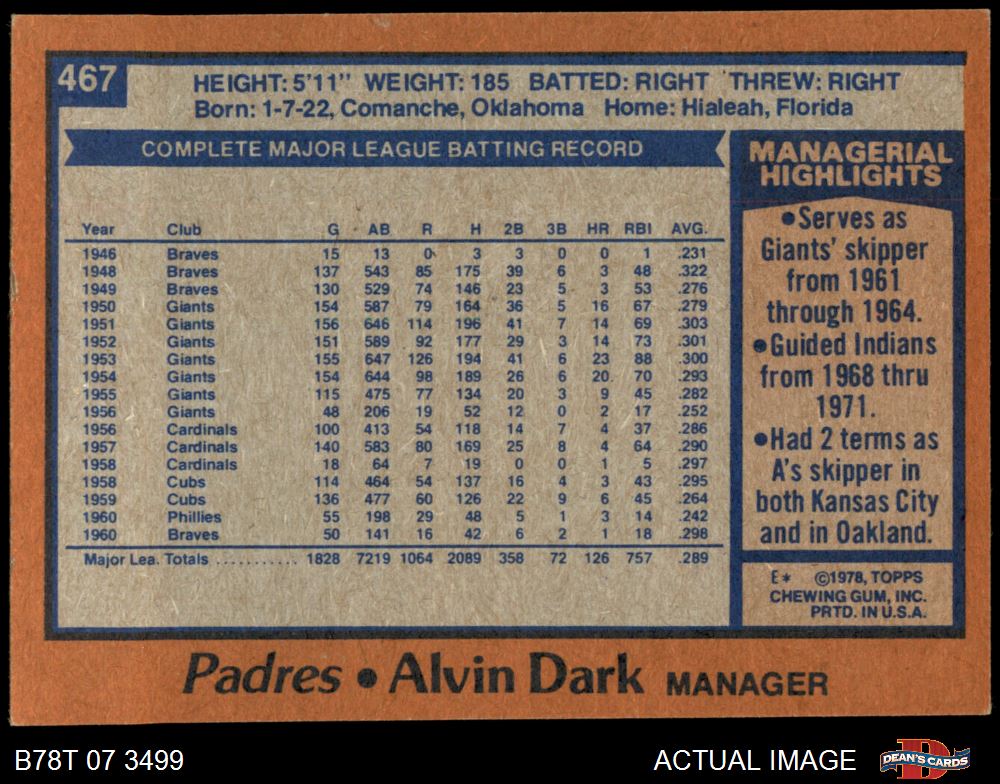 467
HEIGHT: 5'11" WEIGHT: 185 BATTED: RIGHT THREW: RIGHT
Born: 1-7-22, Comanche, Oklahoma Home: Hialeah, Florida
COMPLETE MAJOR LEAGUE BATTING RECORD
Year Club G AB R H 2B 3B HR RBI AVG.
1946 Braves 15 13 0 3 3 0 0 1 .231
1948 Braves 137 543 85 175 39 6 3 48 .322
1949 Braves 130 529 74 146 23 5 3 53 .276
1950 Giants 154 587 79 164 36 5 16 67 .279
1951 Giants 156 646 114 196 41 7 14 69 .303
1952 Giants 151 589 92 177 29 3 14 73 .301
1953 Giants 155 647 126 194 41 6 23 88 .300
1954 Giants 154 644 98 189 26 6 20 70 .293
1955 Giants 115 475 77 134 20 3 9 45 .282
1956 Giants 48 206 19 52 12 0 2 17 .252
1956 Cardinals 100 413 54 118 14 7 4 37 .286
1957 Cardinals 140 583 80 169 25 8 4 64 .290
1958 Cardinals 18 64 7 19 0 0 1 5 .297
1958 Cubs 114 464 54 137 16 4 3 43 .295
1959 Cubs 136 477 60 126 22 9 6 45 .264
1960 Phillies 55 198 29 48 5 1 3 14 .242
1960 Braves 50 141 16 42 6 2 1 18 .298
Major Lea. Totals ........... 1828 7219 1064 2089 358 72 126 757 .289
MANAGERIAL
HIGHLIGHTS
•Serves as
Giants' skipper
from 1961
through 1964.
•Guided Indians
from 1968 thru
1971.
•Had 2 terms as
A's skipper in
both Kansas City
and in Oakland.
E* ©1978, TOPPS
CHEWING GUM, INC.
PRTD. IN U.S.A.
Padres • Alvin Dark MANAGER
B78T 07 3499
ACTUAL IMAGE
D
DEAN'S CARDS